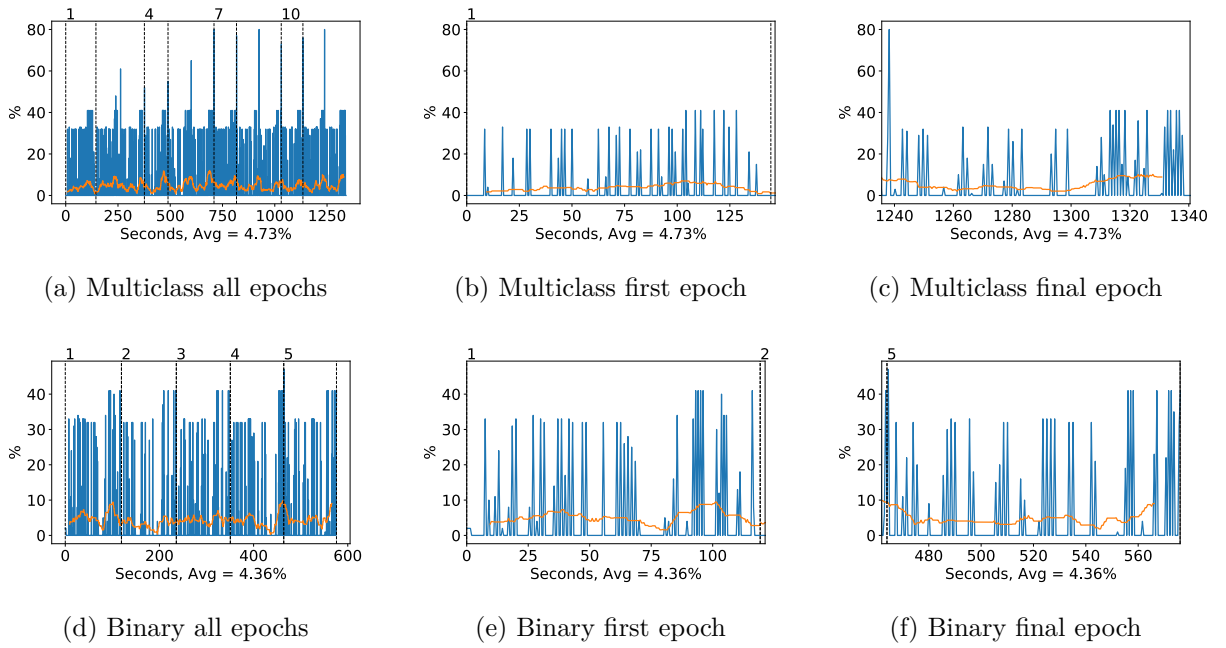 1 4 7 10
80
60
40
20
0
%
0 250 500 750 1000 1250
Seconds, Avg = 4.73%
(a) Multiclass all epochs
1
80
60
40
20
0
%
0 25 50 75 100 125
Seconds, Avg = 4.73%
(b) Multiclass first epoch
80
60
40
20
0
%
1240 1260 1280 1300 1320 1340
Seconds, Avg = 4.73%
(c) Multiclass final epoch
1 2 3 4 5
40
30
20
10
0
%
0 200 400 600
Seconds, Avg = 4.36%
(d) Binary all epochs
1 2
40
30
20
10
0
%
0 25 50 75 100
Seconds, Avg = 4.36%
(e) Binary first epoch
5
40
30
20
10
0
%
480 500 520 540 560
Seconds, Avg = 4.36%
(f) Binary final epoch